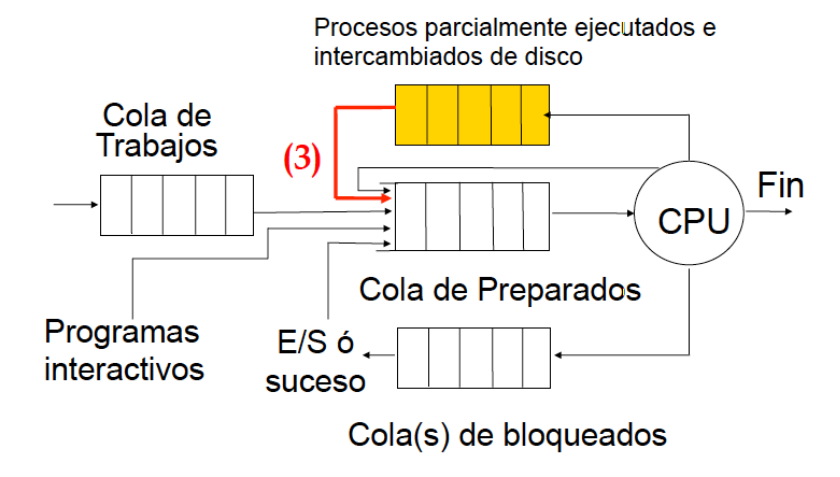 Procesos parcialmente ejecutados e
intercambiados de disco
Cola de
Trabajos
(3)
Fin
CPU
Cola de Preparados
Programas
interactivos
E/S ó
suceso
Cola(s) de bloqueados